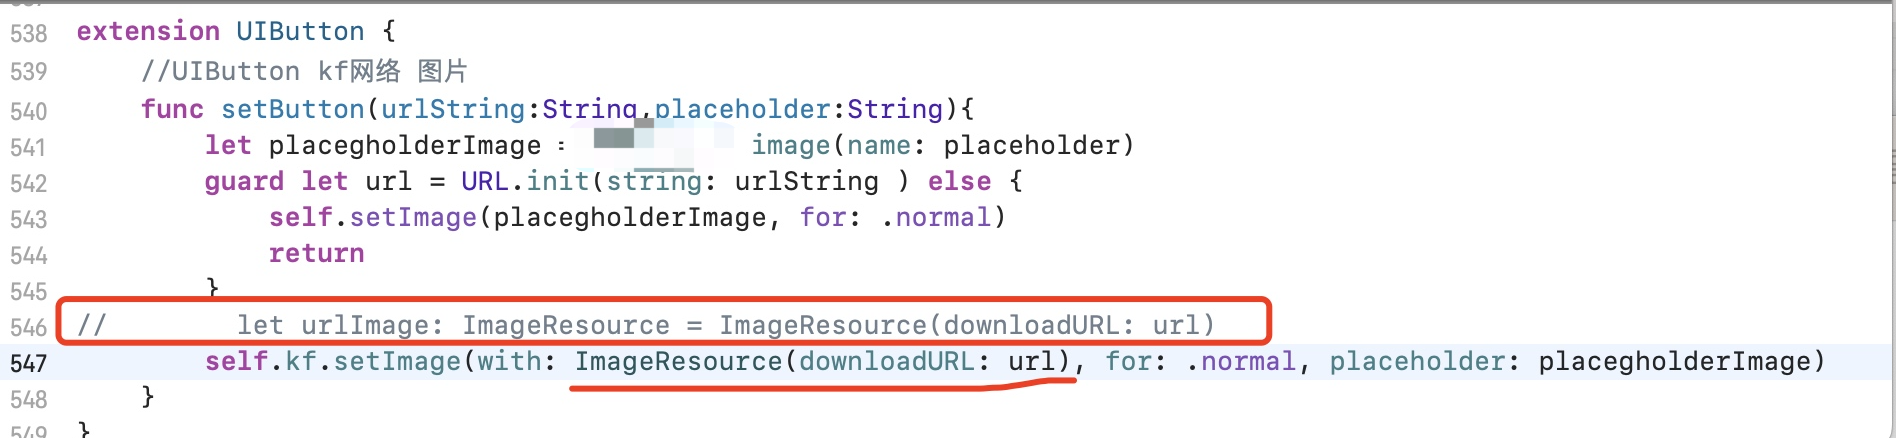 538 extension UIButton {
539 //UIButton kf网络 图片
540 func setButton(urlString:String,placeholder:String){
541 let placegholderImage = image(name: placeholder)
542 guard let url = URL.init(string: urlString ) else {
543 self.setImage(placegholderImage, for: .normal)
544 return
545 }
546 // let urlImage: ImageResource = ImageResource(downloadURL: url)
547 self.kf.setImage(with: ImageResource(downloadURL: url), for: .normal, placeholder: placegholderImage)
548 }
549 }